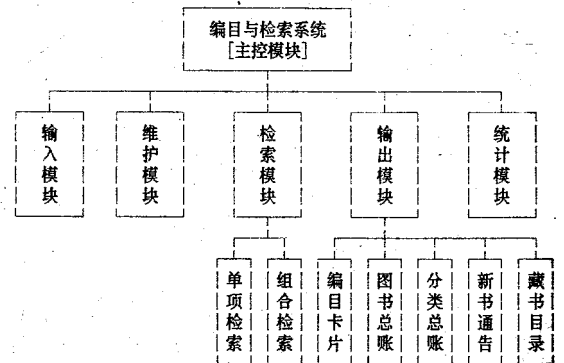 编目与检索系统
[主控模块]
输入模块
维护模块
检索模块
输出模块
统计模块
单项检索
组合检索
编目卡片
图书总账
分类总账
新书通告
藏书目录